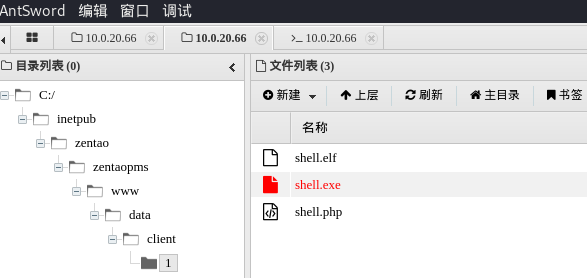 AntSword 编辑 窗口 调试
10.0.20.66 10.0.20.66 >_ 10.0.20.66
目录列表 (0)
文件列表 (3)
新建 上层 刷新 主目录 书签
名称
C:/
inetpub
zentao
zentaopms
www
data
client
1
shell.elf
shell.exe
shell.php